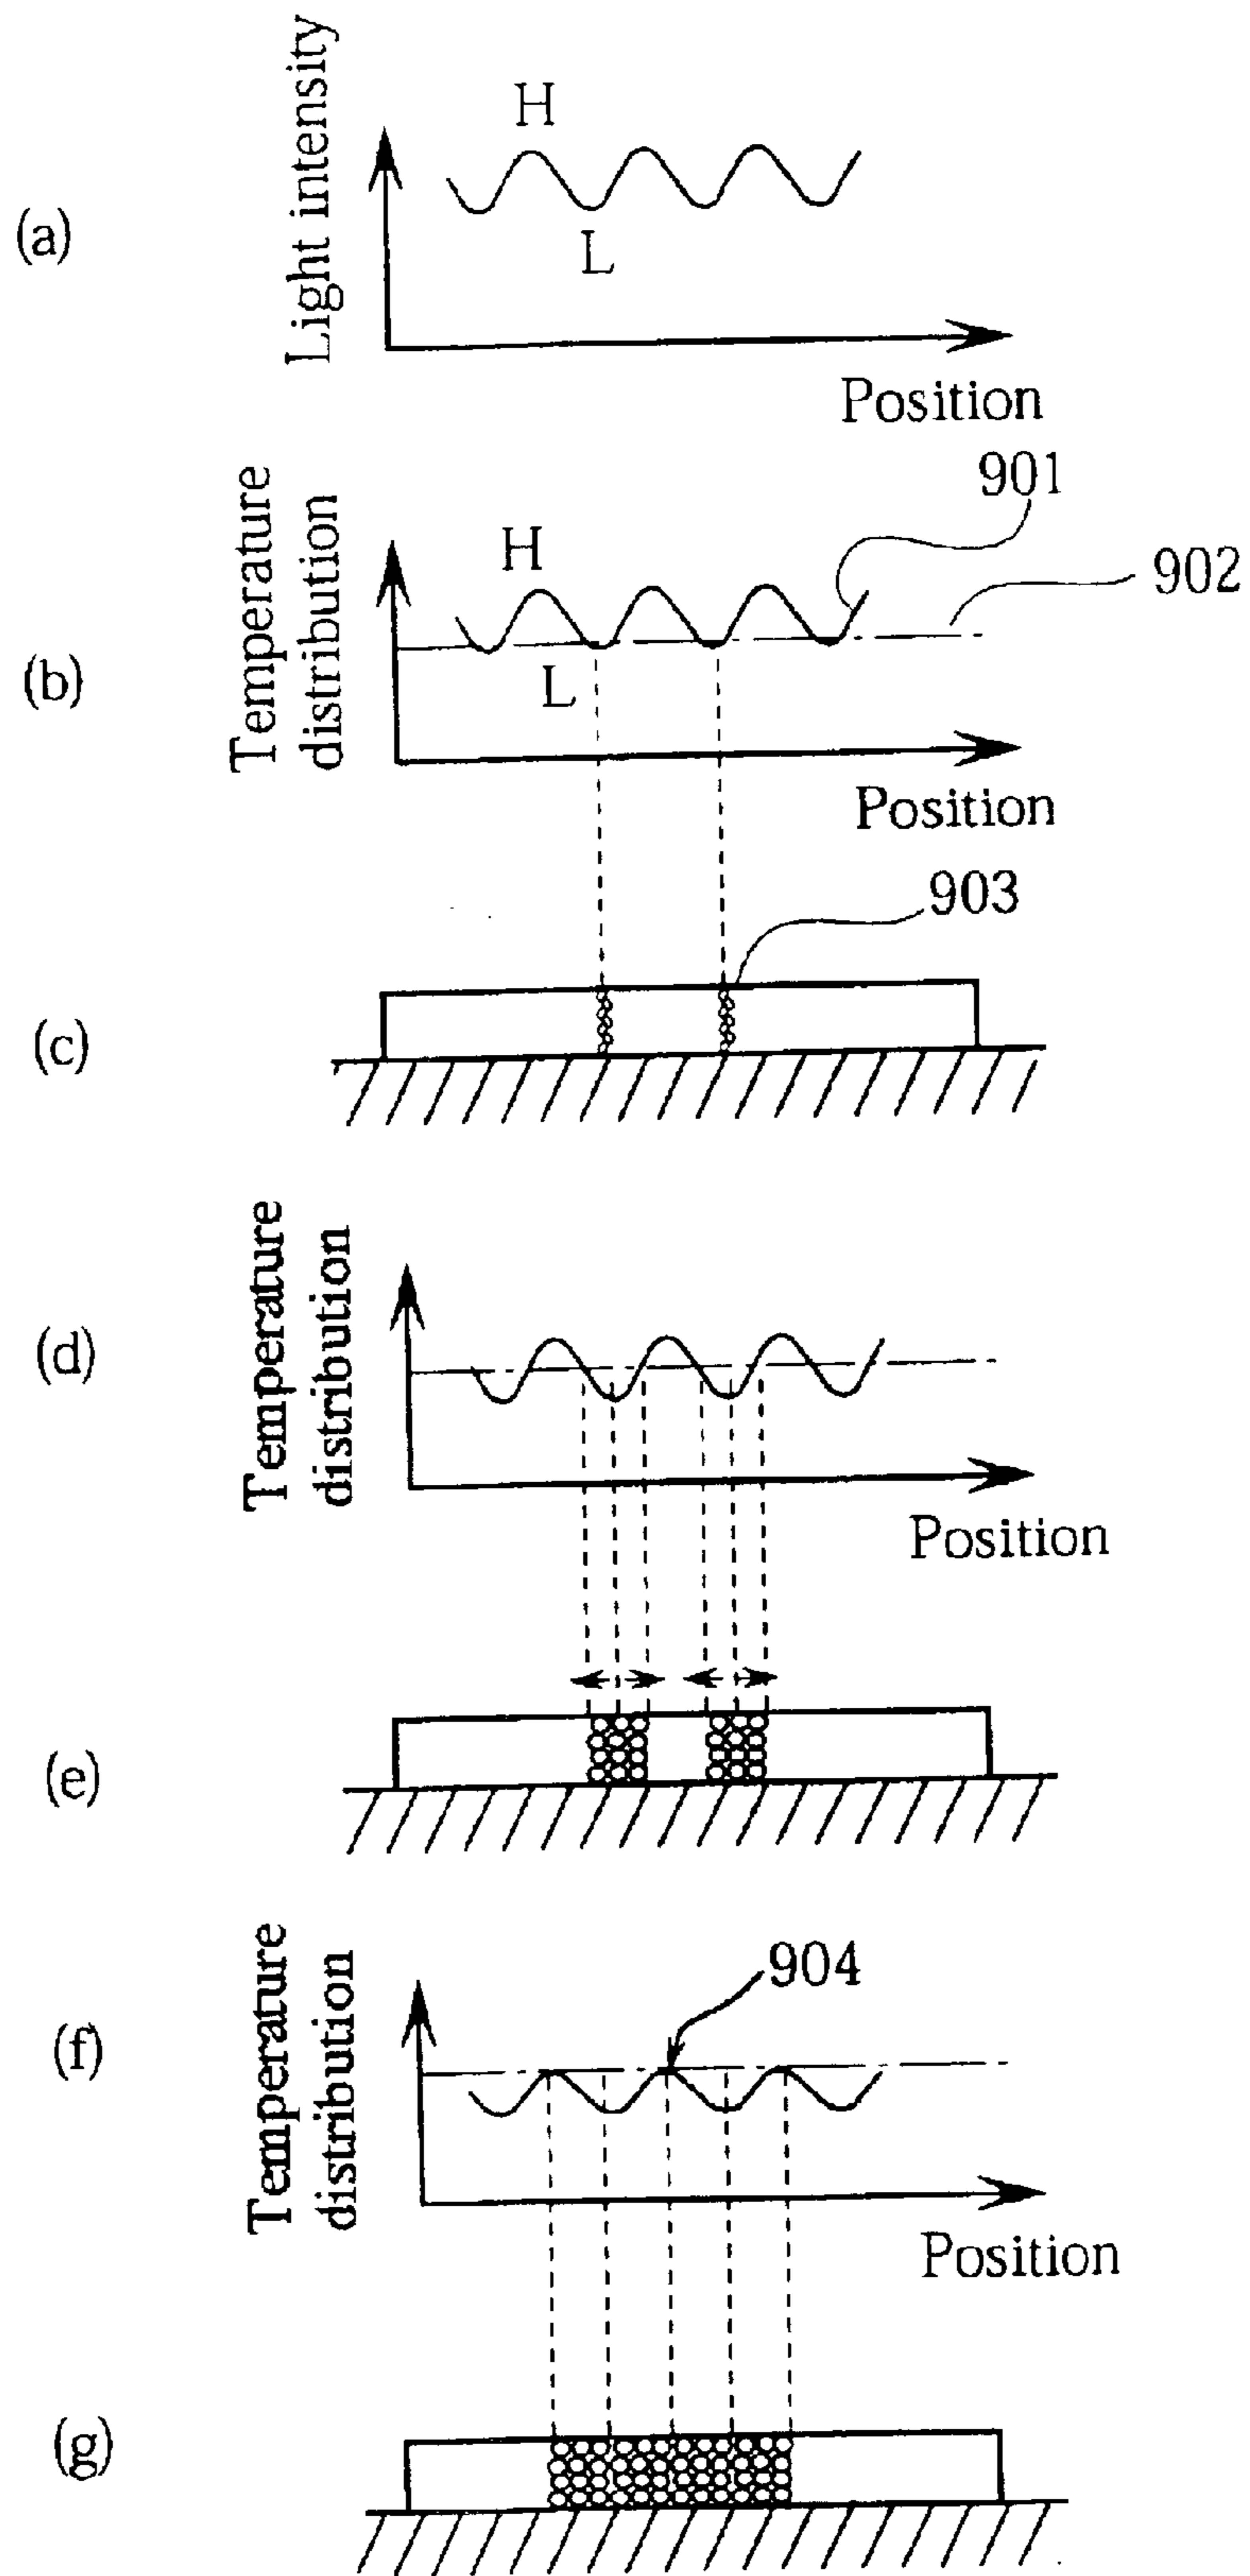 (a)
Light intensity
H
L
Position
(b)
Temperature
distribution
H
L
901
902
Position
(c)
903
(d)
Temperature
distribution
Position
(e)
(f)
Temperature
distribution
904
Position
(g)